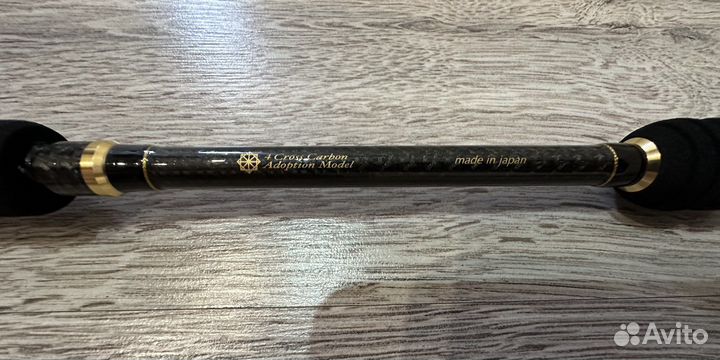 4 Cross Carbon
Adoption Model
made in japan
Avito